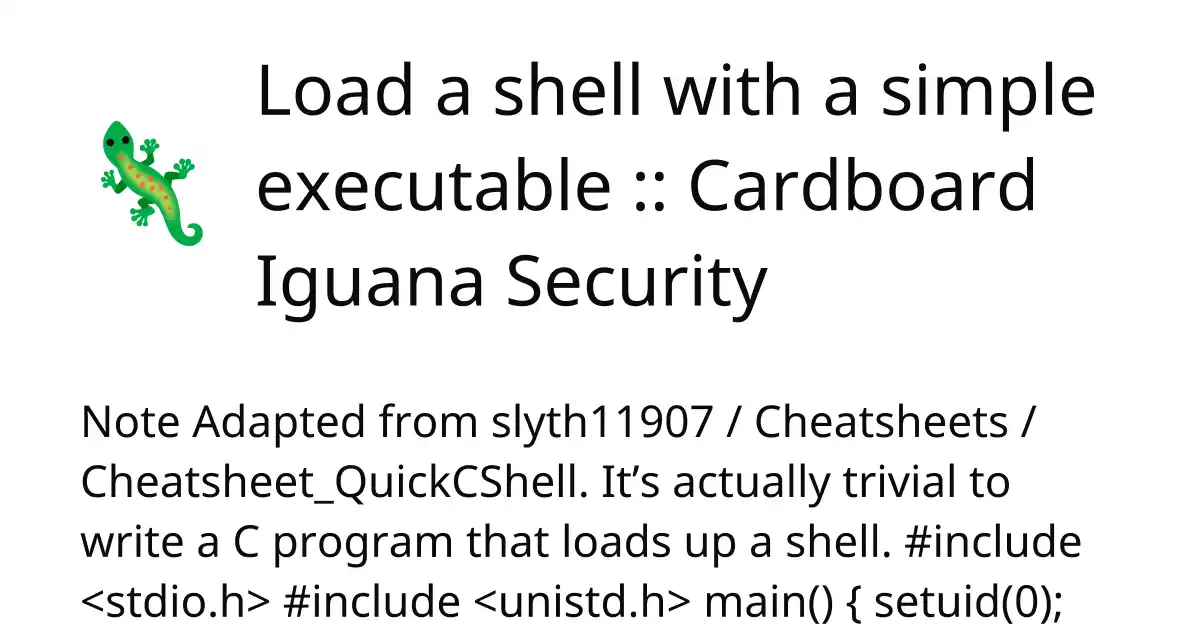 Load a shell with a simple
executable :: Cardboard
Iguana Security
Note Adapted from slyth11907 / Cheatsheets /
Cheatsheet_QuickCShell. It’s actually trivial to
write a C program that loads up a shell. #include
<stdio.h> #include <unistd.h> main() { setuid(0);